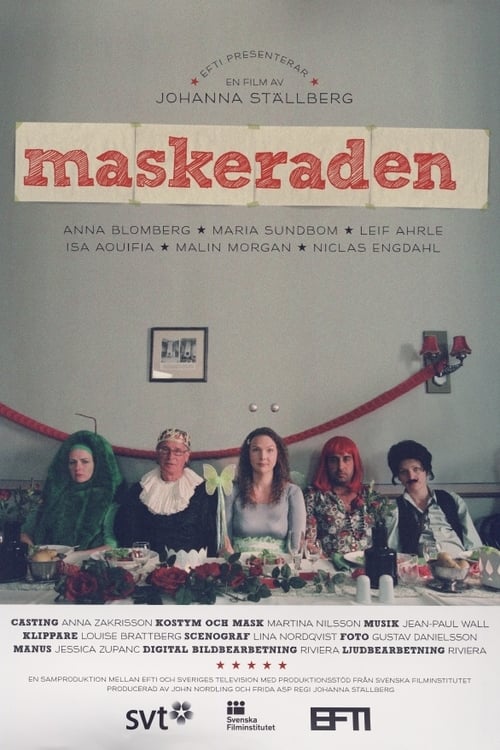 EFTI PRESENTERAR
EN FILM AV
JOHANNA STÄLLBERG
maskeraden
ANNA BLOMBERG ★ MARIA SUNDBOM ★ LEIF AHRLE
ISA AOUIFIA ★ MALIN MORGAN ★ NICLAS ENGDAHL
CASTING ANNA ZAKRISSON KOSTYM OCH MASK MARTINA NILSSON MUSIK JEAN-PAUL WALL
KLIPPARE LOUISE BRATTBERG SCENOGRAF LINA NORDQVIST FOTO GUSTAV DANIELSSON
MANUS JESSICA ZUPANC DIGITAL BILDBEARBETNING RIVIERA LJUDBEARBETNING RIVIERA
EN SAMPRODUKTION MELLAN EFTI OCH SVERIGES TELEVISION MED PRODUKTIONSSTÖD FRÅN SVENSKA FILMINSTITUTET
PRODUCERAD AV JOHN NORDLING OCH FRIDA ASP REGI JOHANNA STÄLLBERG
svt
Svenska
Filminstitutet
EFTI